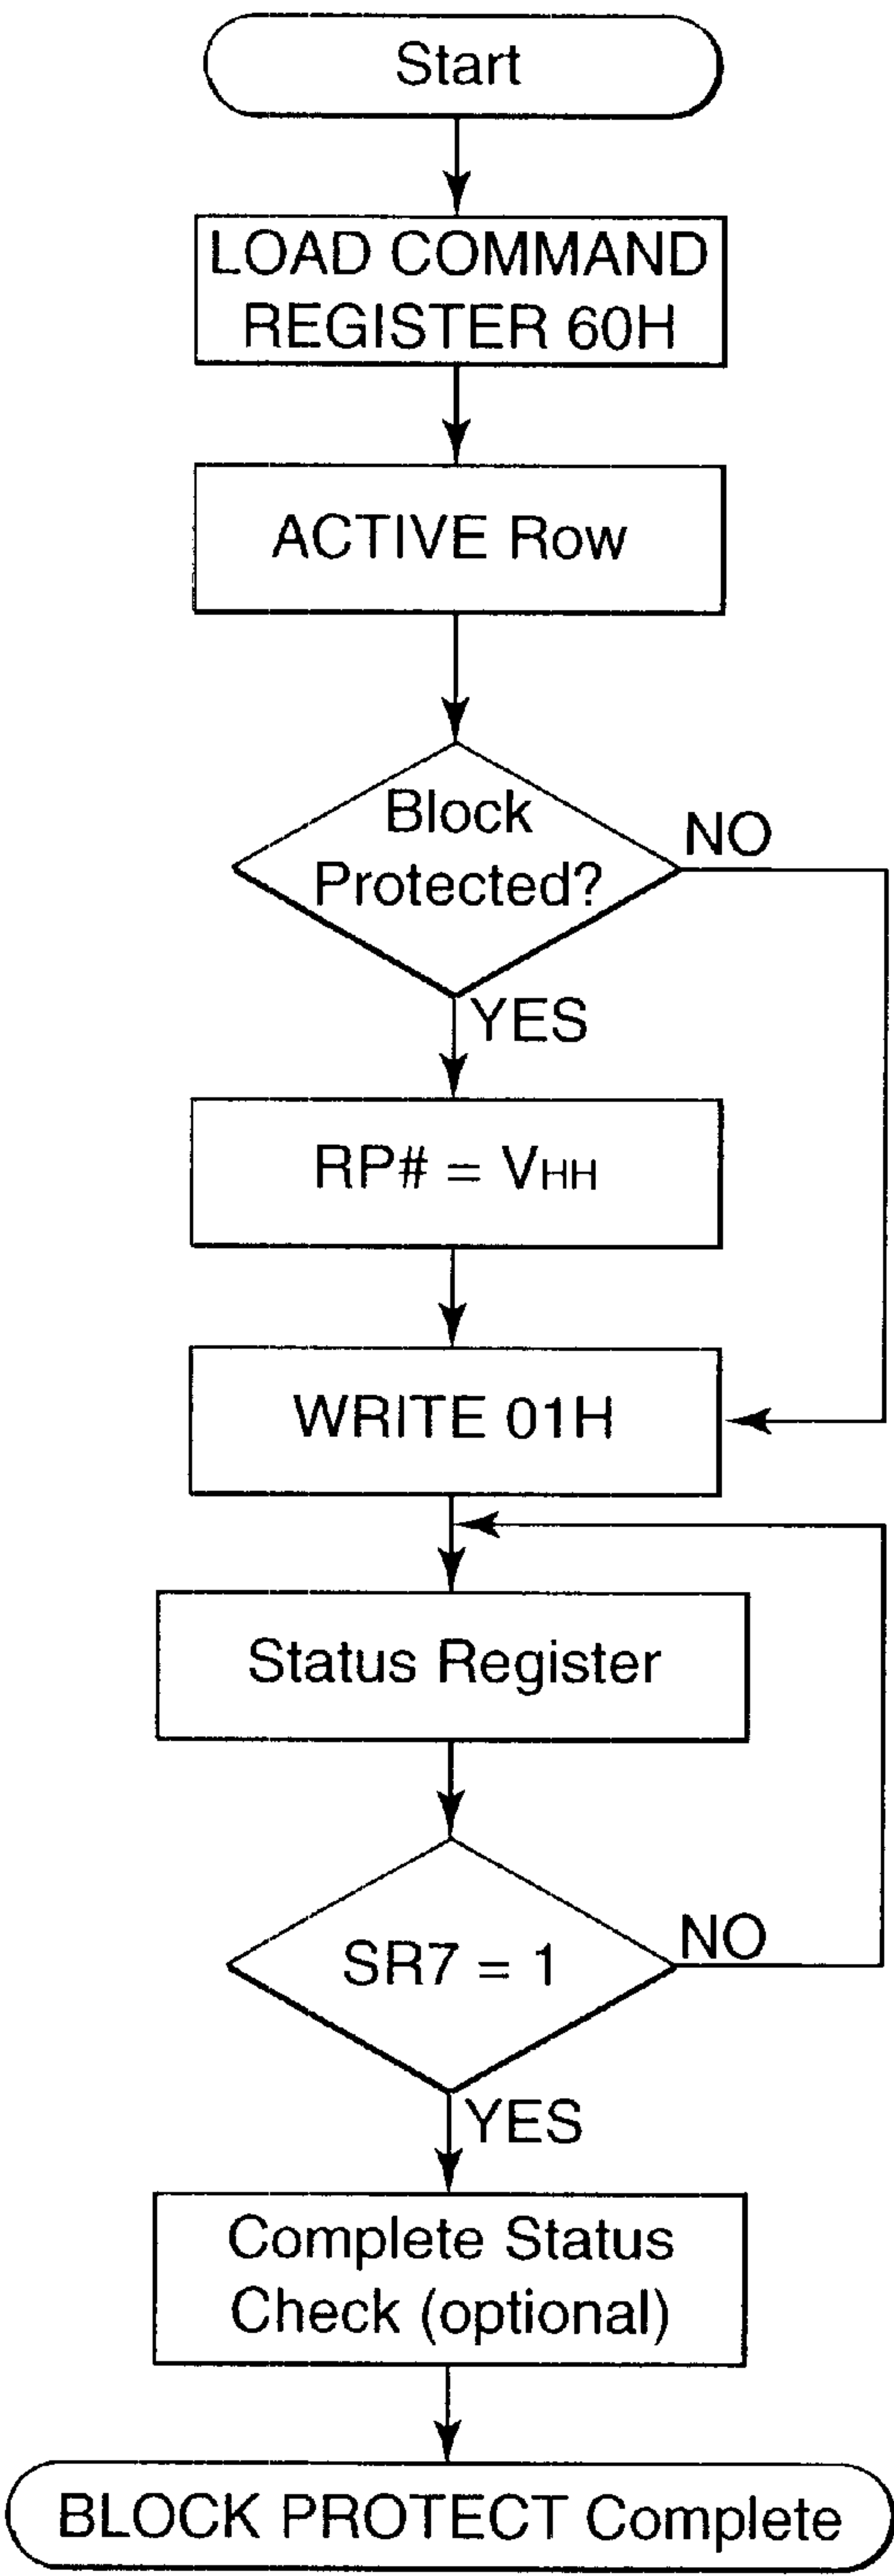 Start
LOAD COMMAND
REGISTER 60H
ACTIVE Row
Block
Protected?
NO
YES
RP# = VHH
WRITE 01H
Status Register
SR7 = 1
NO
YES
Complete Status
Check (optional)
BLOCK PROTECT Complete